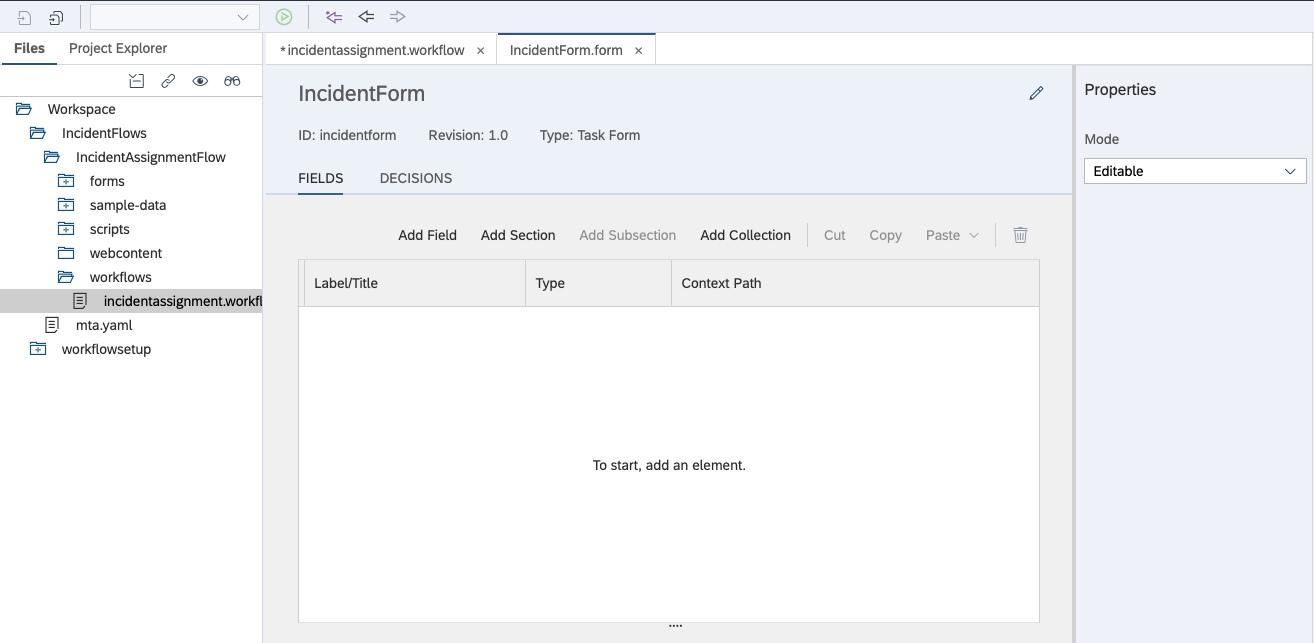 Files
Project Explorer
*incidentassignment.workflow ×
IncidentForm.form ×
Workspace
IncidentFlows
IncidentAssignmentFlow
forms
sample-data
scripts
webcontent
workflows
incidentassignment.workfl
mta.yaml
workflowsetup
IncidentForm
ID: incidentform Revision: 1.0 Type: Task Form
FIELDS DECISIONS
Add Field Add Section Add Subsection Add Collection Cut Copy Paste
Label/Title Type Context Path
To start, add an element.
Properties
Mode
Editable